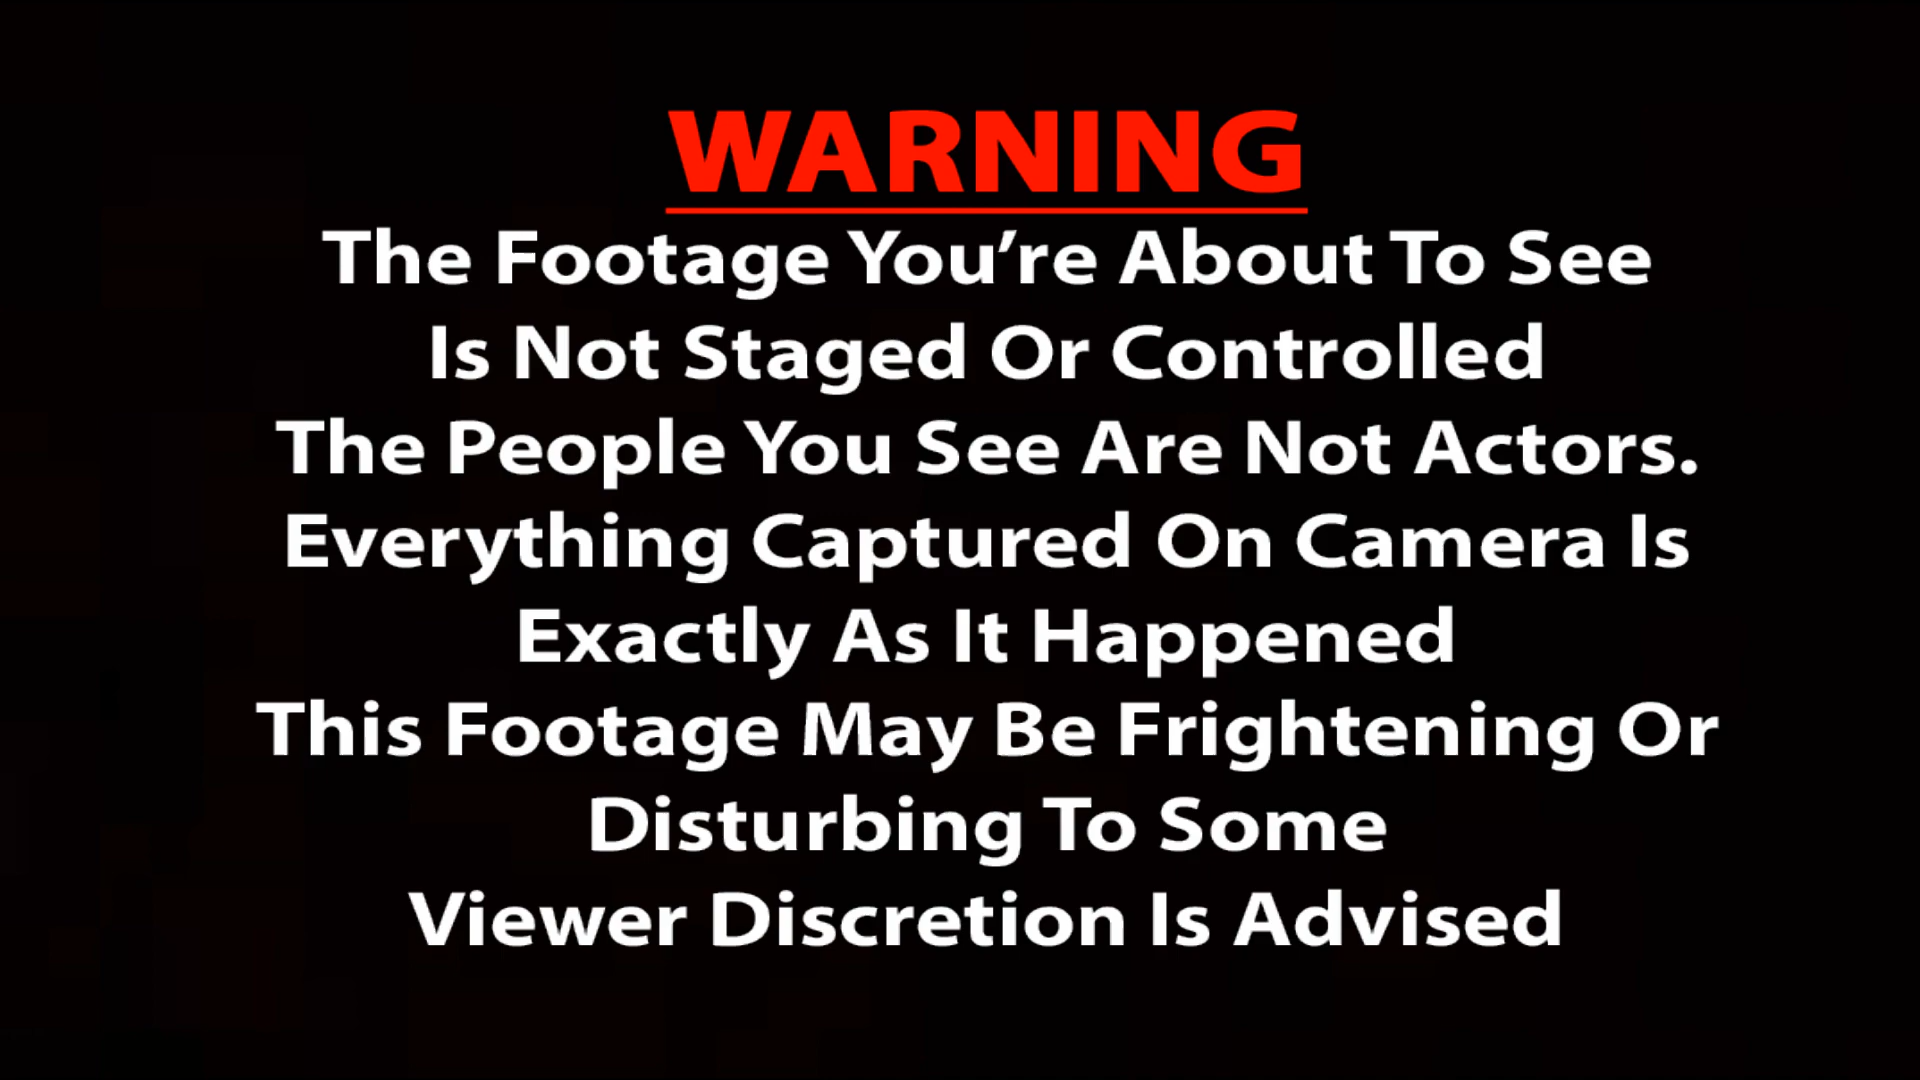 WARNING
The Footage You’re About To See
Is Not Staged Or Controlled
The People You See Are Not Actors.
Everything Captured On Camera Is
Exactly As It Happened
This Footage May Be Frightening Or
Disturbing To Some
Viewer Discretion Is Advised